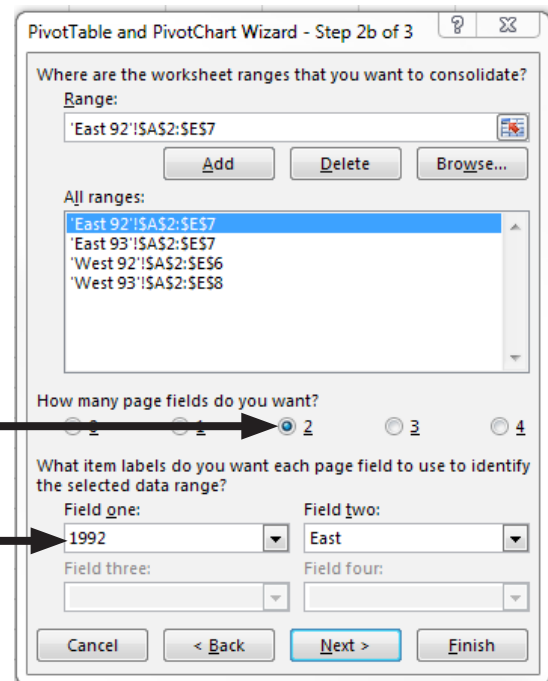 PivotTable and PivotChart Wizard - Step 2b of 3 ?
Where are the worksheet ranges that you want to consolidate?
Range:
'East 92'!$A$2:$E$7
Add Delete Browse...
All ranges:
'East 92'!$A$2:$E$7
'East 93'!$A$2:$E$7
'West 92'!$A$2:$E$6
'West 93'!$A$2:$E$8
How many page fields do you want?
0 1 2 3 4
What item labels do you want each page field to use to identify
the selected data range?
Field one: Field two:
1992 East
Field three: Field four:
Cancel < Back Next > Finish